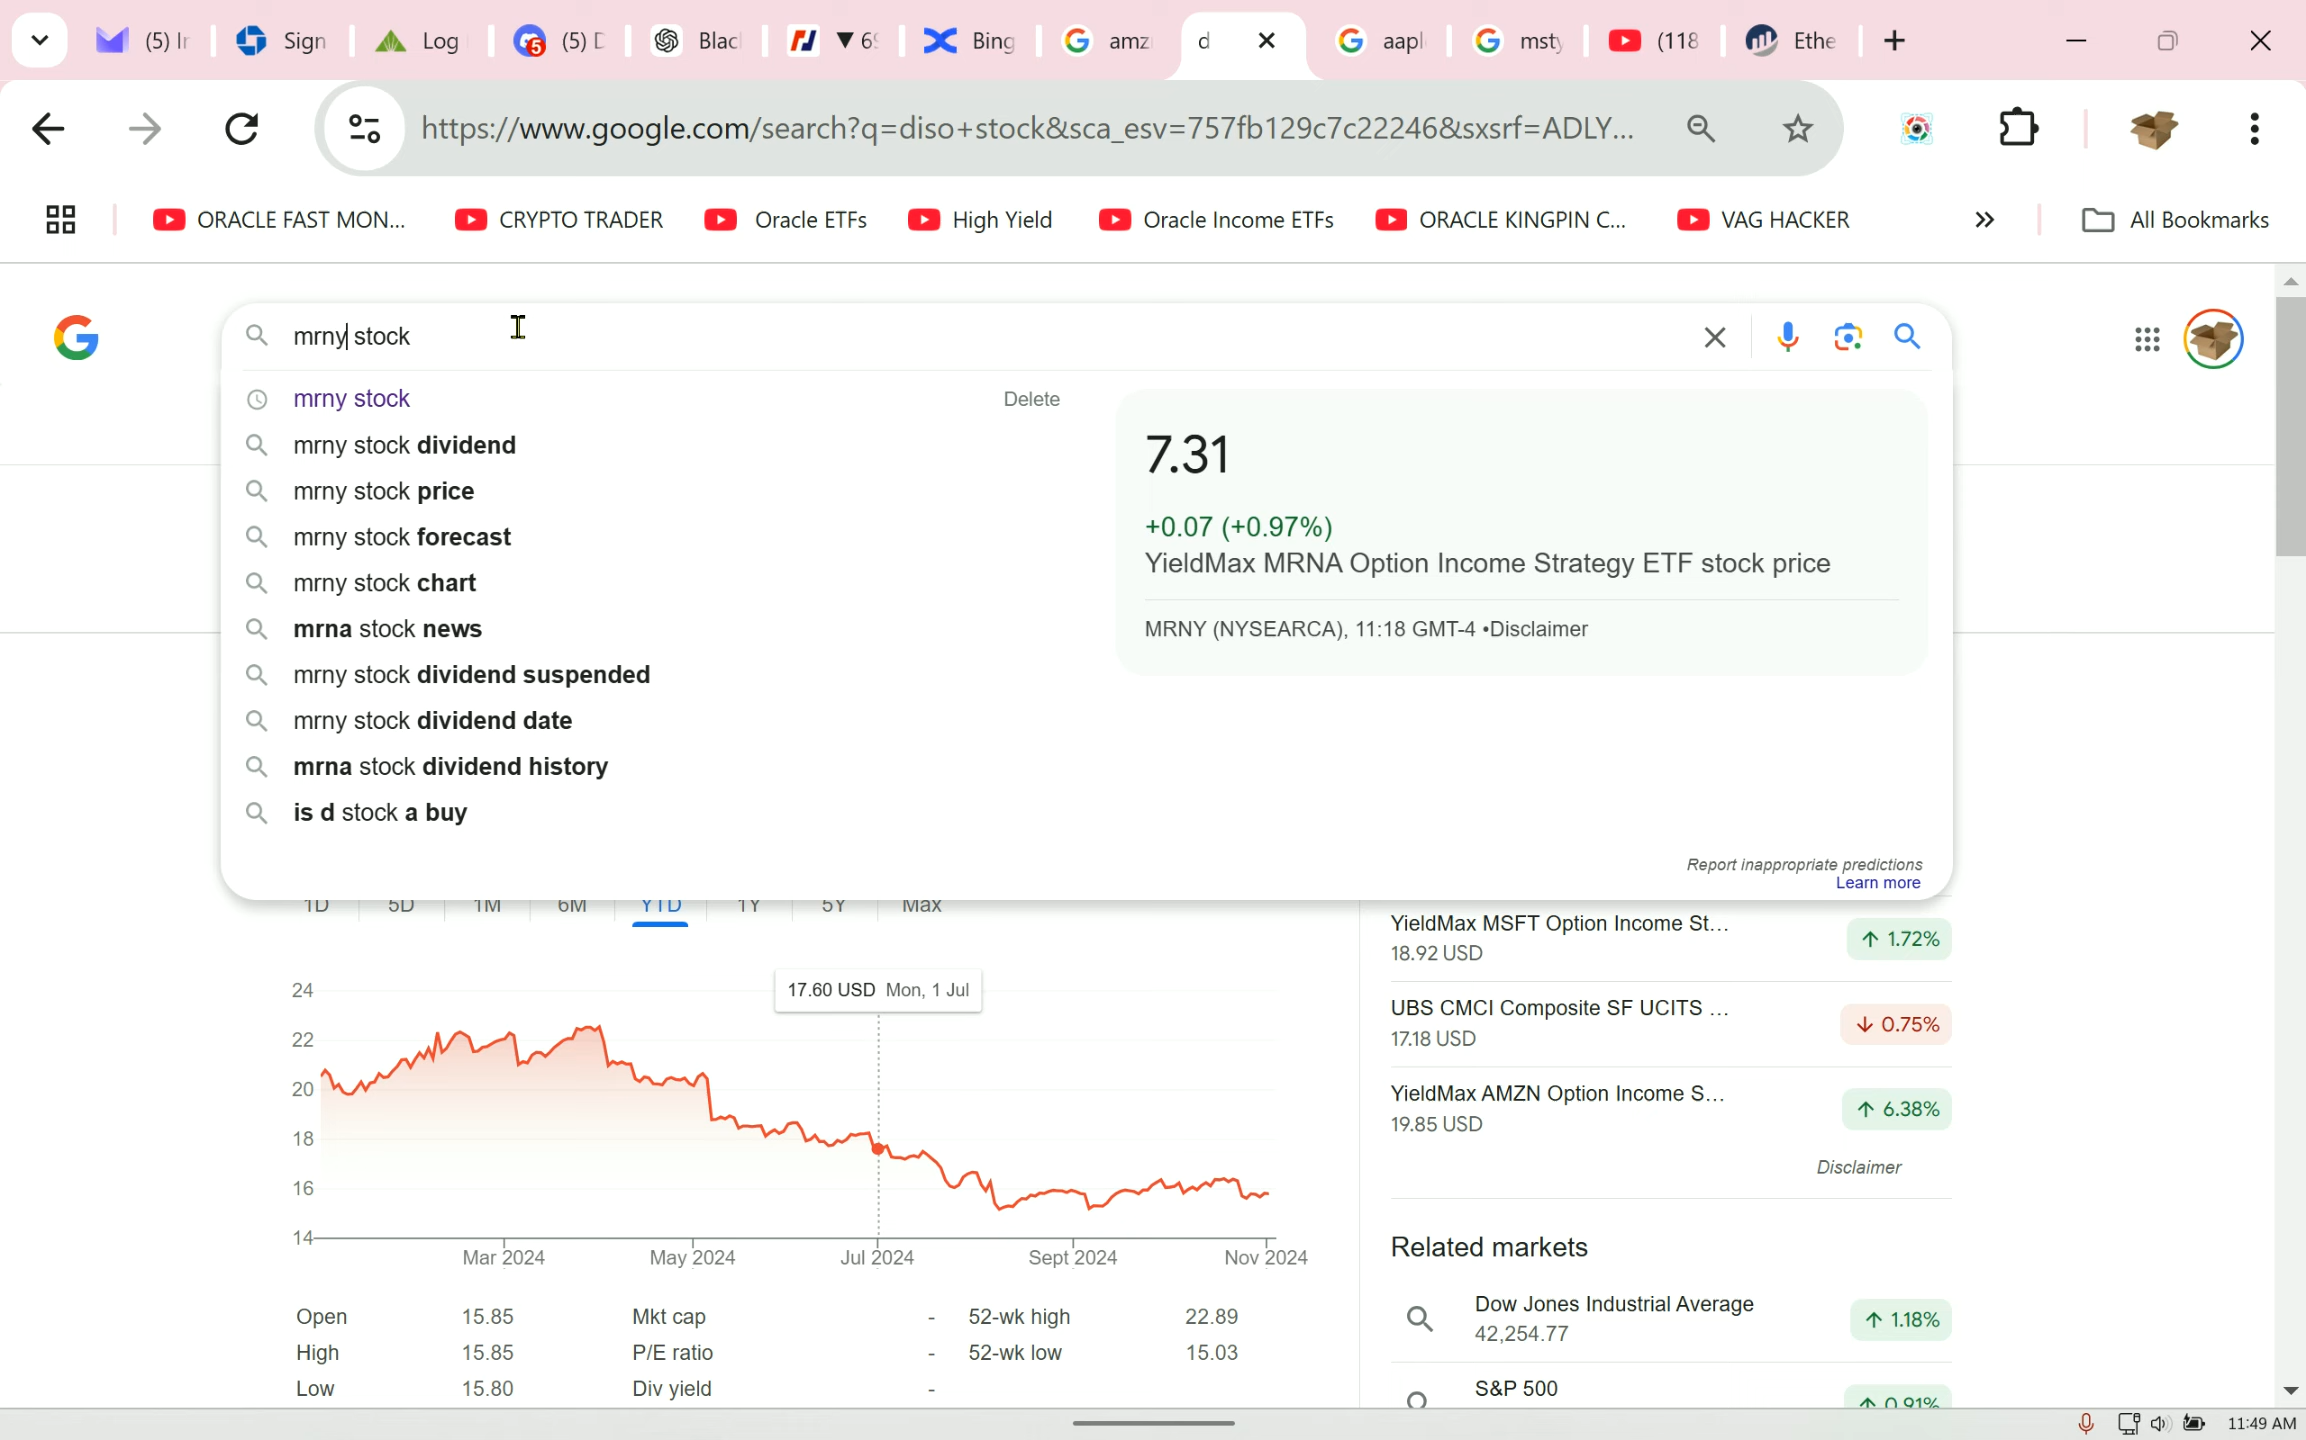 (5) Ir Sign Log (5) D Blac ▼ 6 Bing amz d aapl msty (118 Ethe
https://www.google.com/search?q=diso+stock&sca_esv=757fb129c7c22246&sxsrf=ADLY...
ORACLE FAST MON... CRYPTO TRADER Oracle ETFs High Yield Oracle Income ETFs ORACLE KINGPIN C... VAG HACKER » All Bookmarks
mrny stock
mrny stock Delete
mrny stock dividend
mrny stock price
mrny stock forecast
mrny stock chart
mrna stock news
mrny stock dividend suspended
mrny stock dividend date
mrna stock dividend history
is d stock a buy
7.31
+0.07 (+0.97%)
YieldMax MRNA Option Income Strategy ETF stock price
MRNY (NYSEARCA), 11:18 GMT-4 •Disclaimer
Report inappropriate predictions
Learn more
1D 5D 1M 6M YTD 1Y 5Y Max
17.60 USD Mon, 1 Jul
24
22
20
18
16
14
Mar 2024 May 2024 Jul 2024 Sept 2024 Nov 2024
Open 15.85 Mkt cap - 52-wk high 22.89
High 15.85 P/E ratio - 52-wk low 15.03
Low 15.80 Div yield -
YieldMax MSFT Option Income St...
18.92 USD ↑ 1.72%
UBS CMCI Composite SF UCITS ...
17.18 USD ↓ 0.75%
YieldMax AMZN Option Income S...
19.85 USD ↑ 6.38%
Disclaimer
Related markets
Dow Jones Industrial Average
42,254.77 ↑ 1.18%
S&P 500
↑ 0.91%
11:49 AM